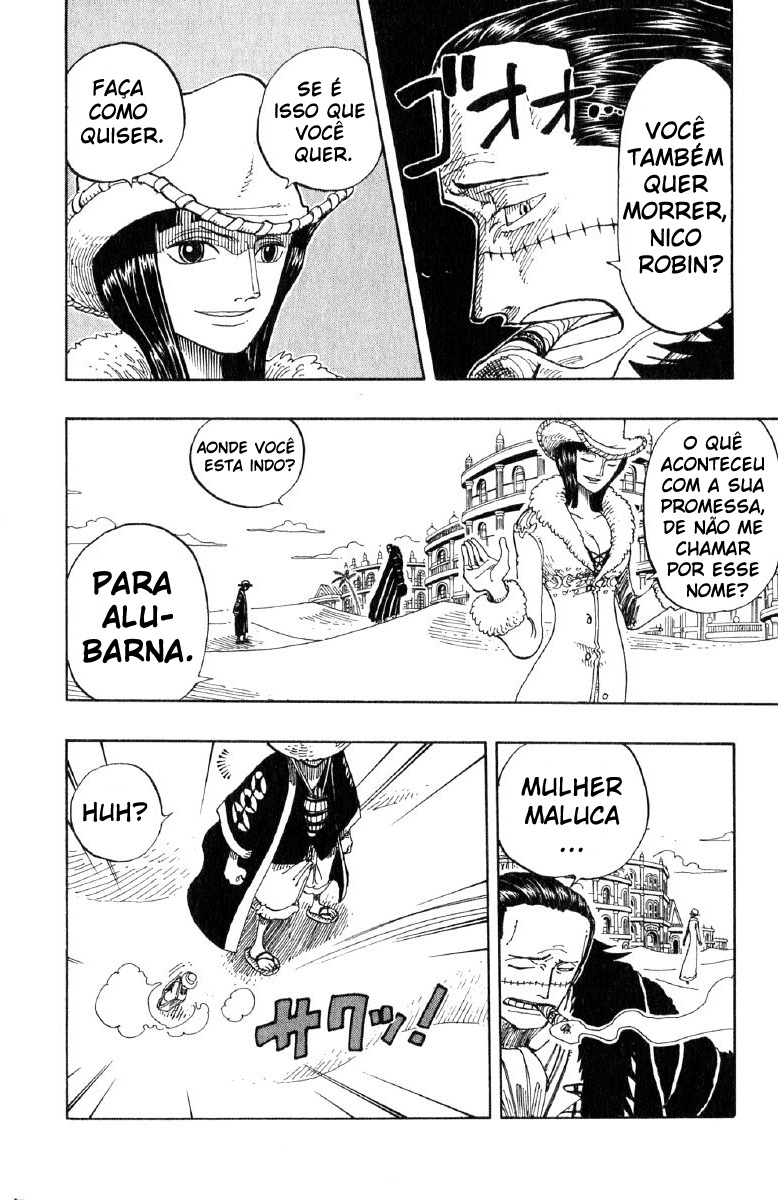 VOCÊ
TAMBÉM
QUER
MORRER,
NICO
ROBIN?
ゴオォ...
SE É
ISSO QUE
VOCÊ
QUER.
FAÇA
COMO
QUISER.
O QUÊ
ACONTECEU
COM A SUA
PROMESSA,
DE NÃO ME
CHAMAR
POR ESSE
NOME?
AONDE VOCÊ
ESTA INDO?
PARA
ALU-
BARNA.
MULHER
MALUCA
...
HUH?
サクッ!